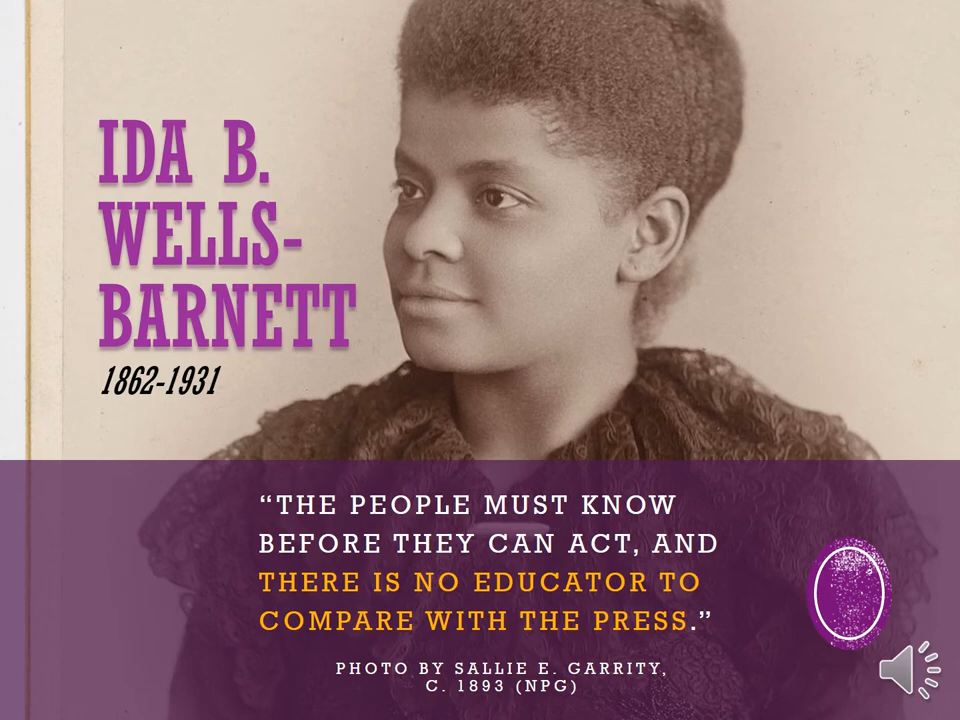 IDA B.
WELLS-
BARNETT
1862-1931
“THE PEOPLE MUST KNOW
BEFORE THEY CAN ACT, AND
THERE IS NO EDUCATOR TO
COMPARE WITH THE PRESS.”
PHOTO BY SALLIE E. GARRITY,
C. 1893 (NPG)